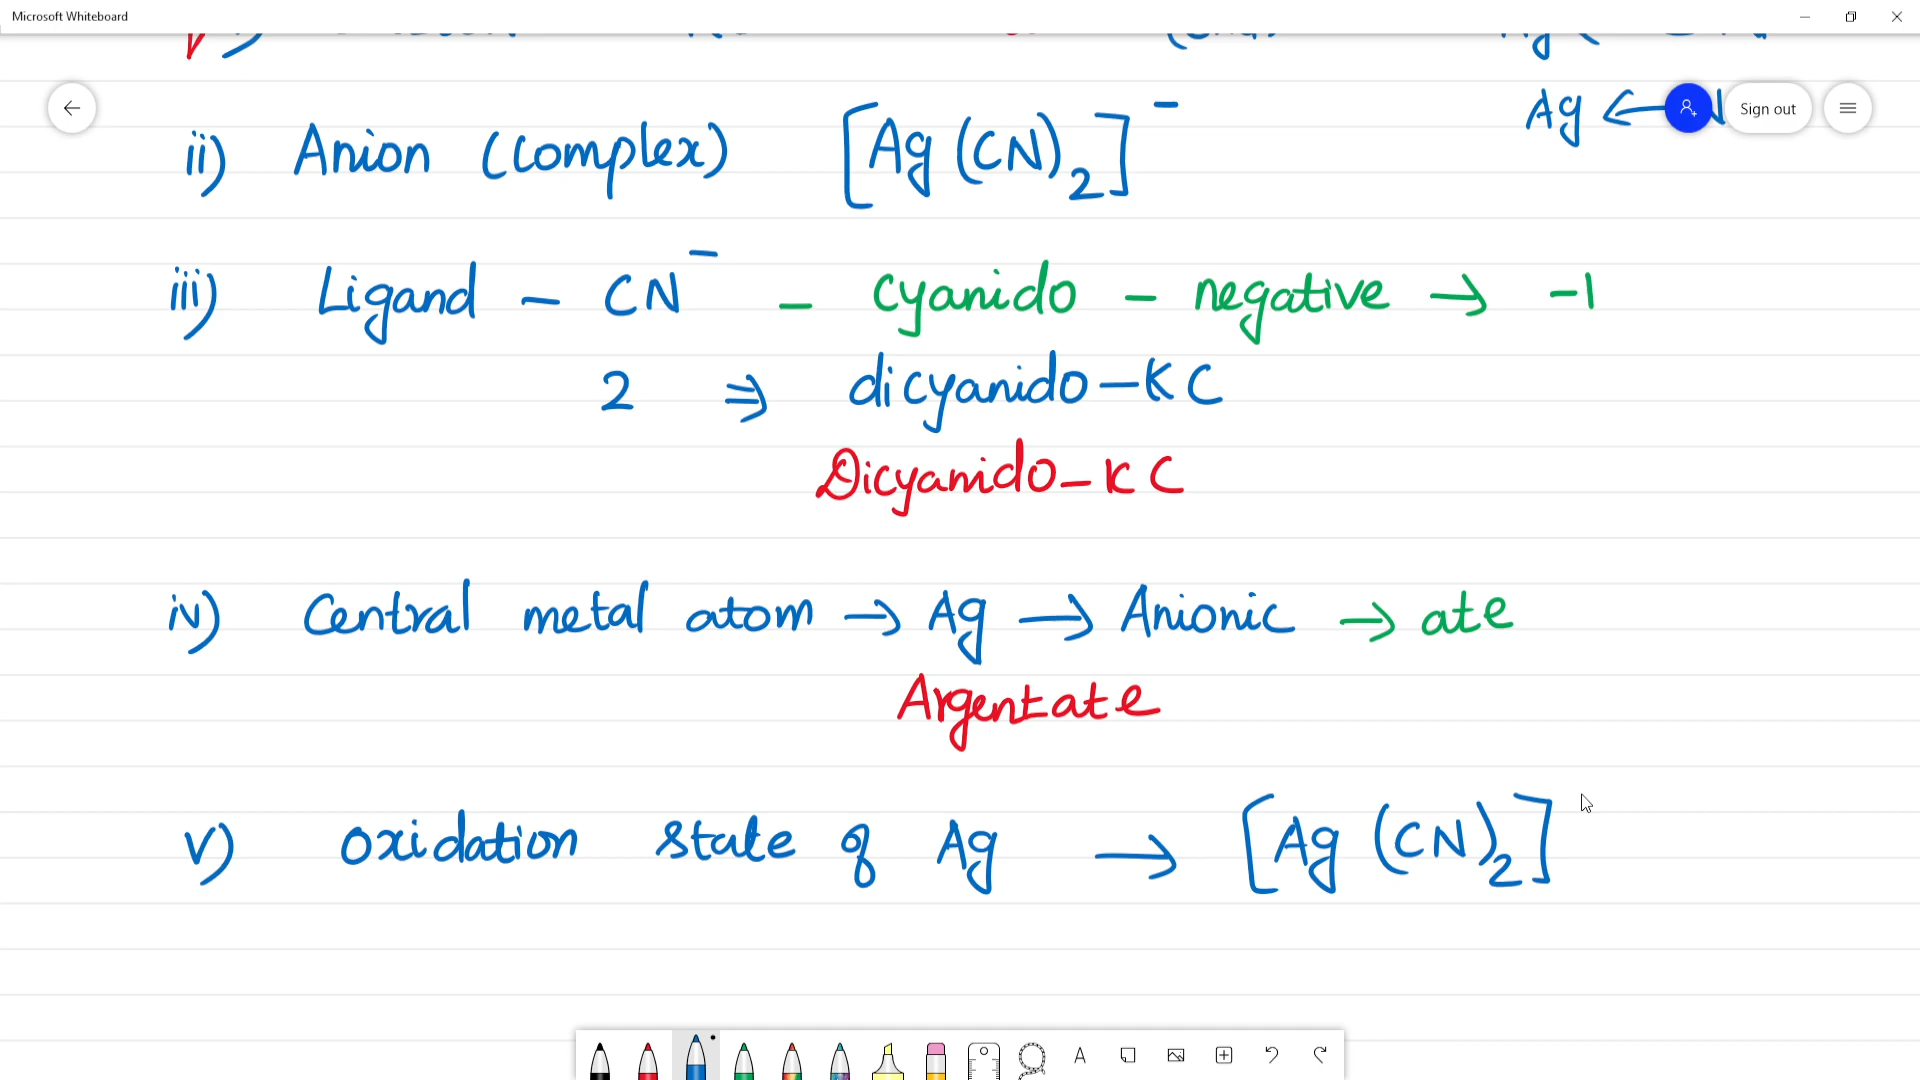 Microsoft Whiteboard
Sign out
Ag ←
ii) Anion (complex) [Ag(CN)₂]⁻
iii) Ligand - CN⁻ - Cyanido - negative → -1
2 ⇒ dicyanido-KC
Dicyanido-KC
iv) Central metal atom → Ag → Anionic → ate
Argentate
v) oxidation state of Ag → [Ag(CN)₂]